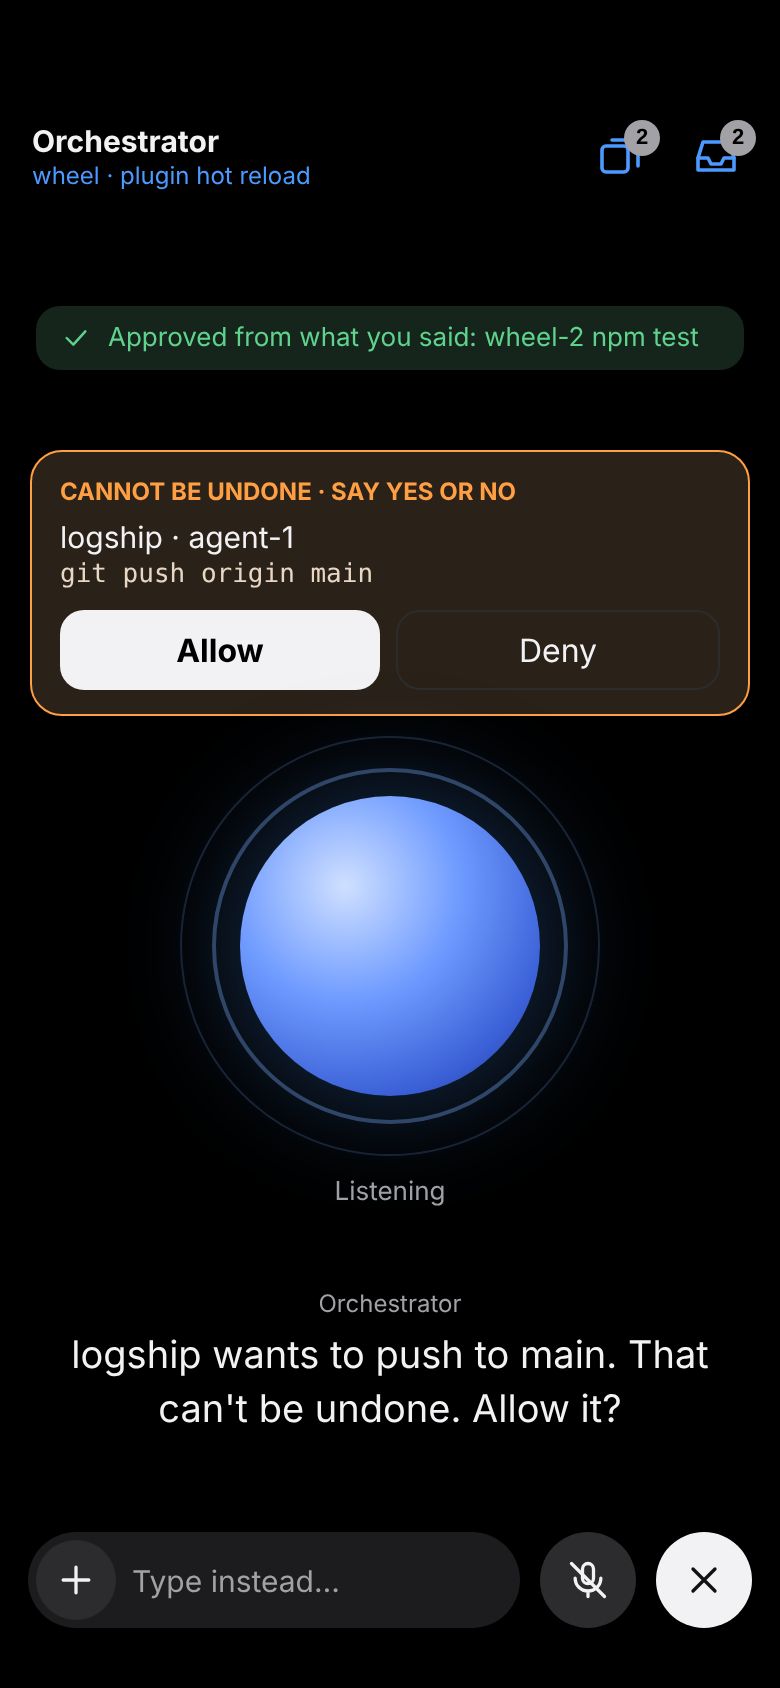 Orchestrator
wheel · plugin hot reload
2
2
Approved from what you said: wheel-2 npm test
CANNOT BE UNDONE · SAY YES OR NO
logship · agent-1
git push origin main
Allow
Deny
Listening
Orchestrator
logship wants to push to main. That
can't be undone. Allow it?
Type instead...